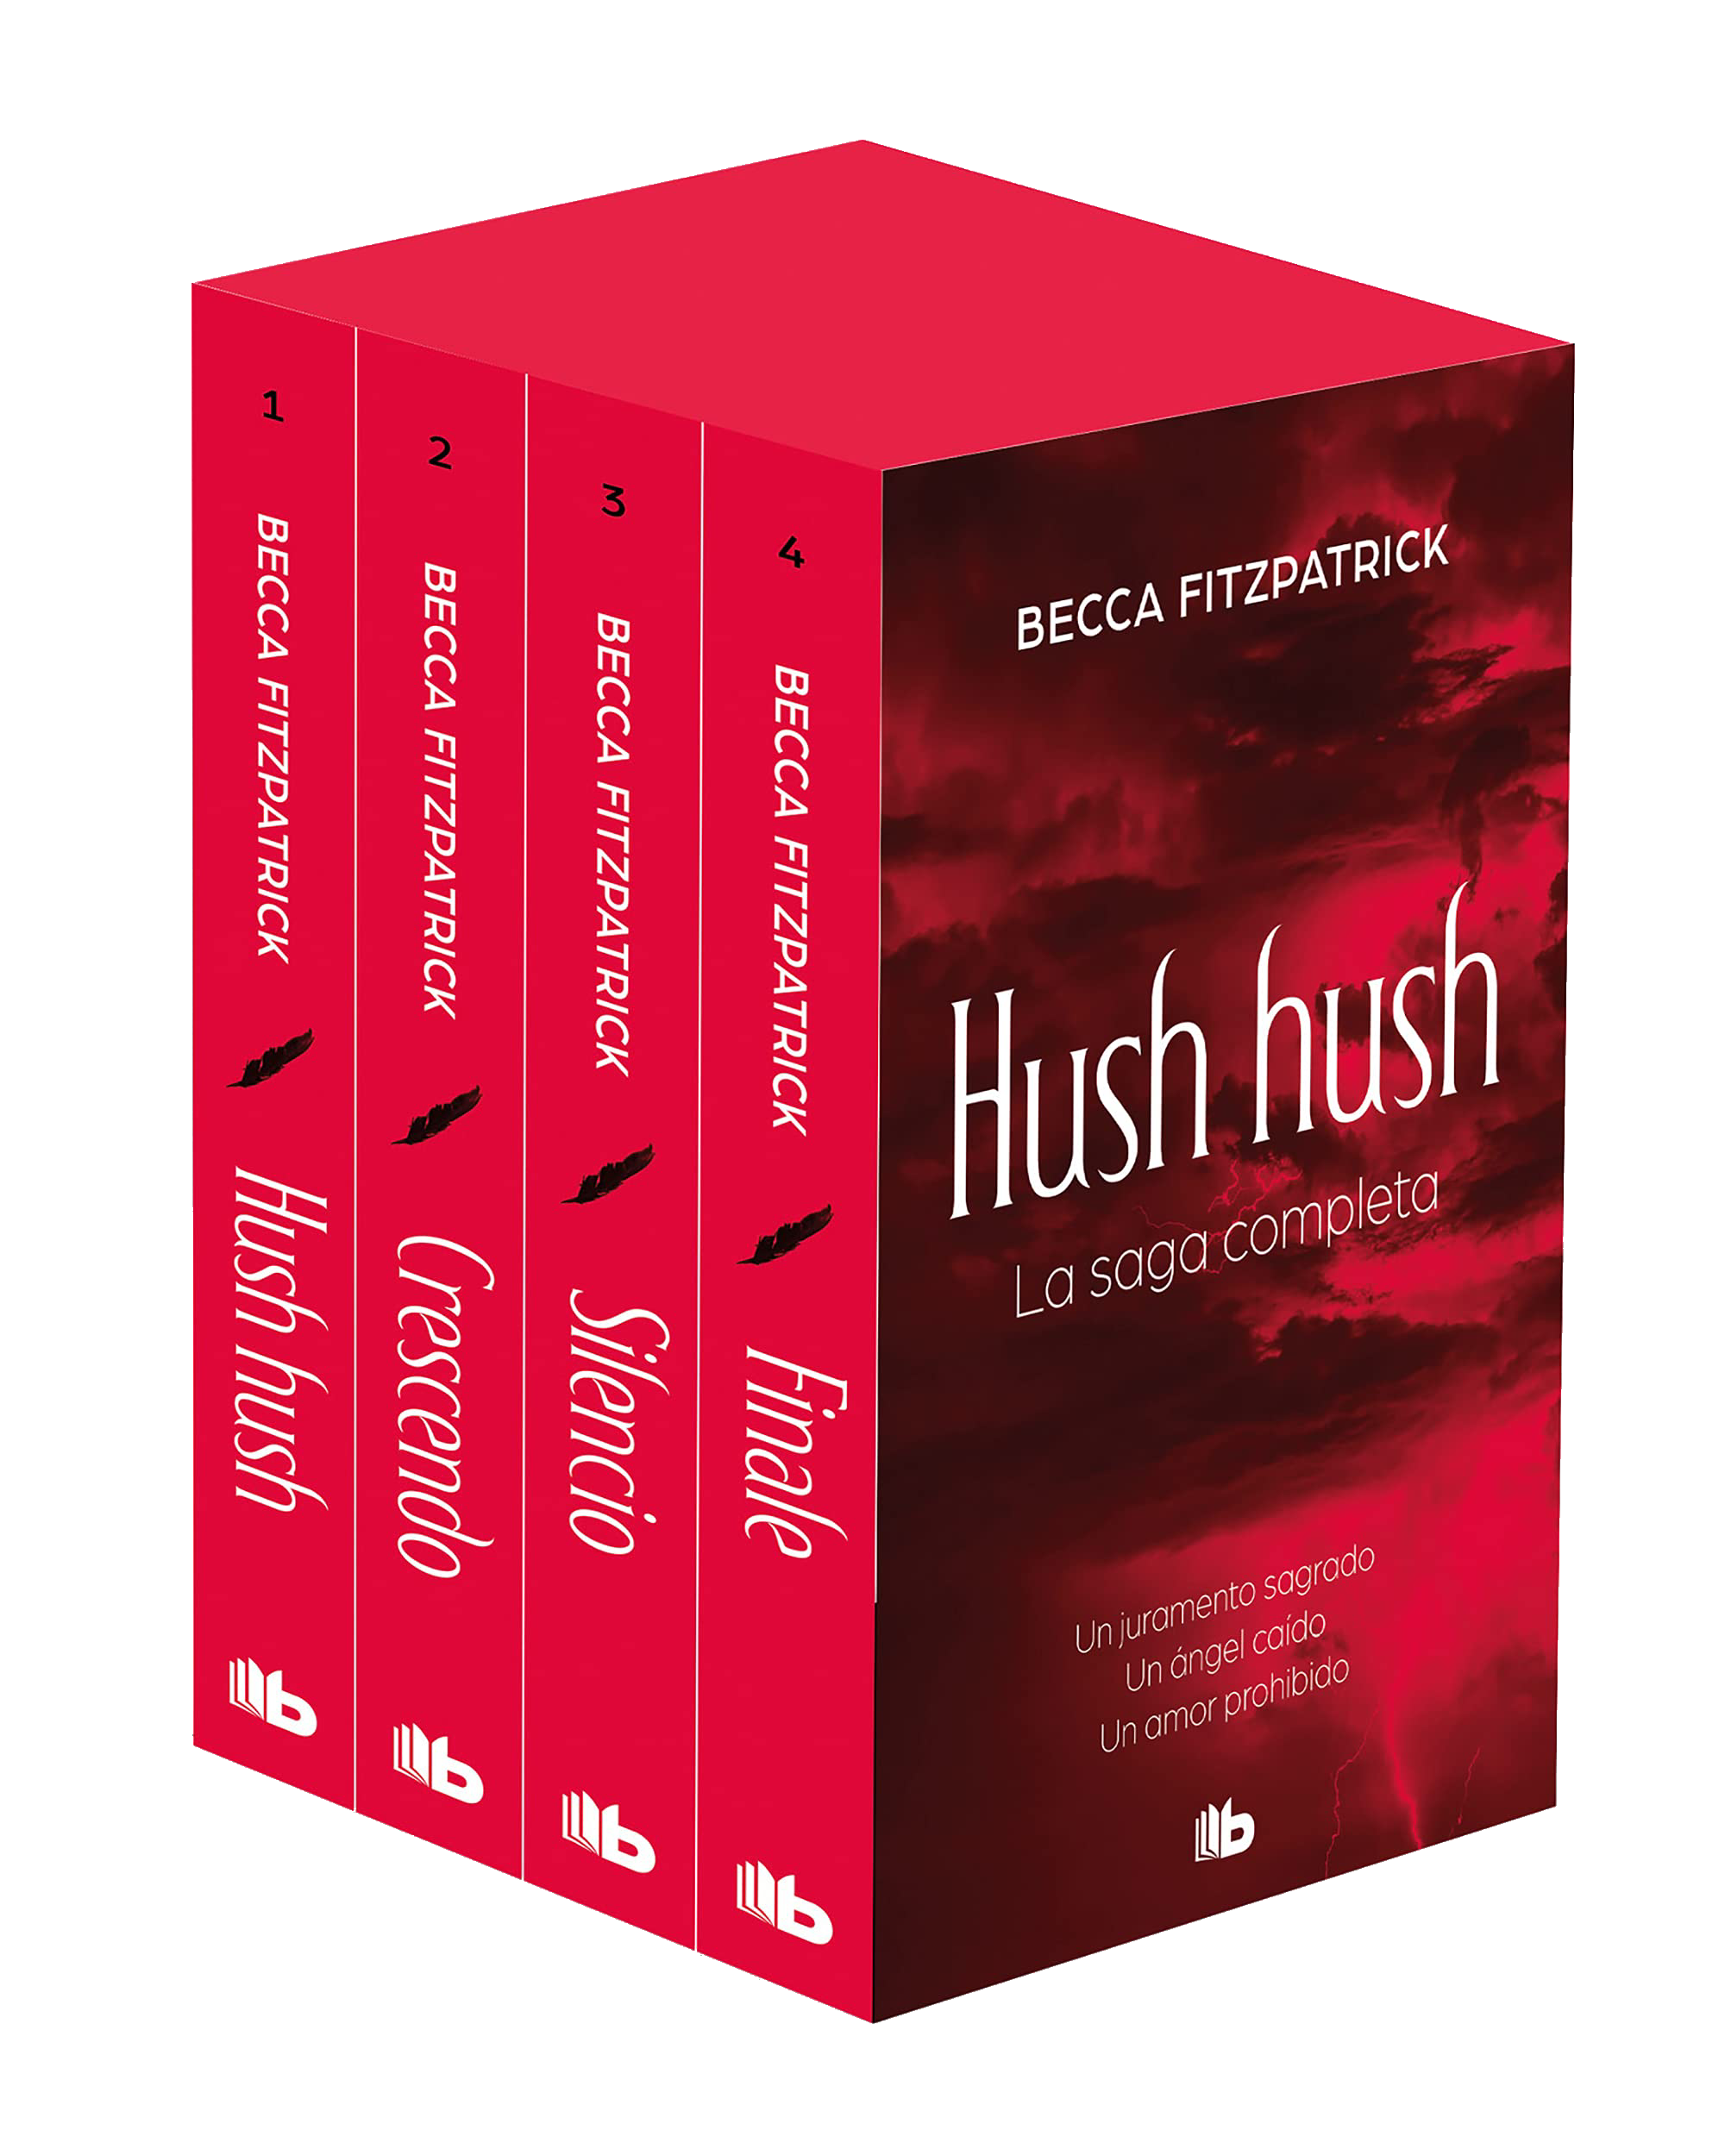 1
BECCA FITZPATRICK
Hush hush
b
2
BECCA FITZPATRICK
Crescendo
b
3
BECCA FITZPATRICK
Silencio
b
4
BECCA FITZPATRICK
Finale
b
BECCA FITZPATRICK
Hush hush
La saga completa
Un juramento sagrado
Un ángel caído
Un amor prohibido
b